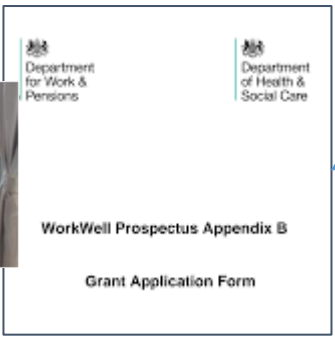 Department
for Work &
Pensions
Department
of Health &
Social Care
WorkWell Prospectus Appendix B
Grant Application Form